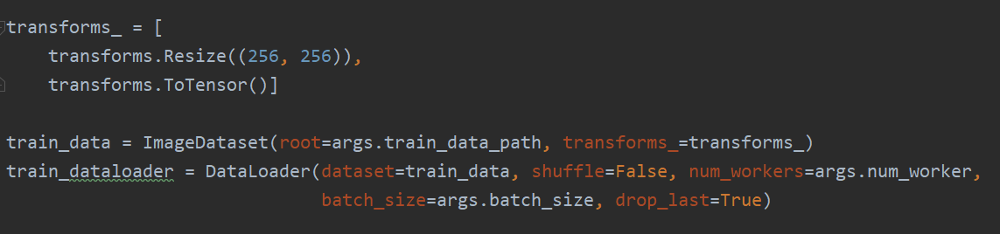 transforms_ = [
    transforms.Resize((256, 256)),
    transforms.ToTensor()]

train_data = ImageDataset(root=args.train_data_path, transforms_=transforms_)
train_dataloader = DataLoader(dataset=train_data, shuffle=False, num_workers=args.num_worker,
                              batch_size=args.batch_size, drop_last=True)